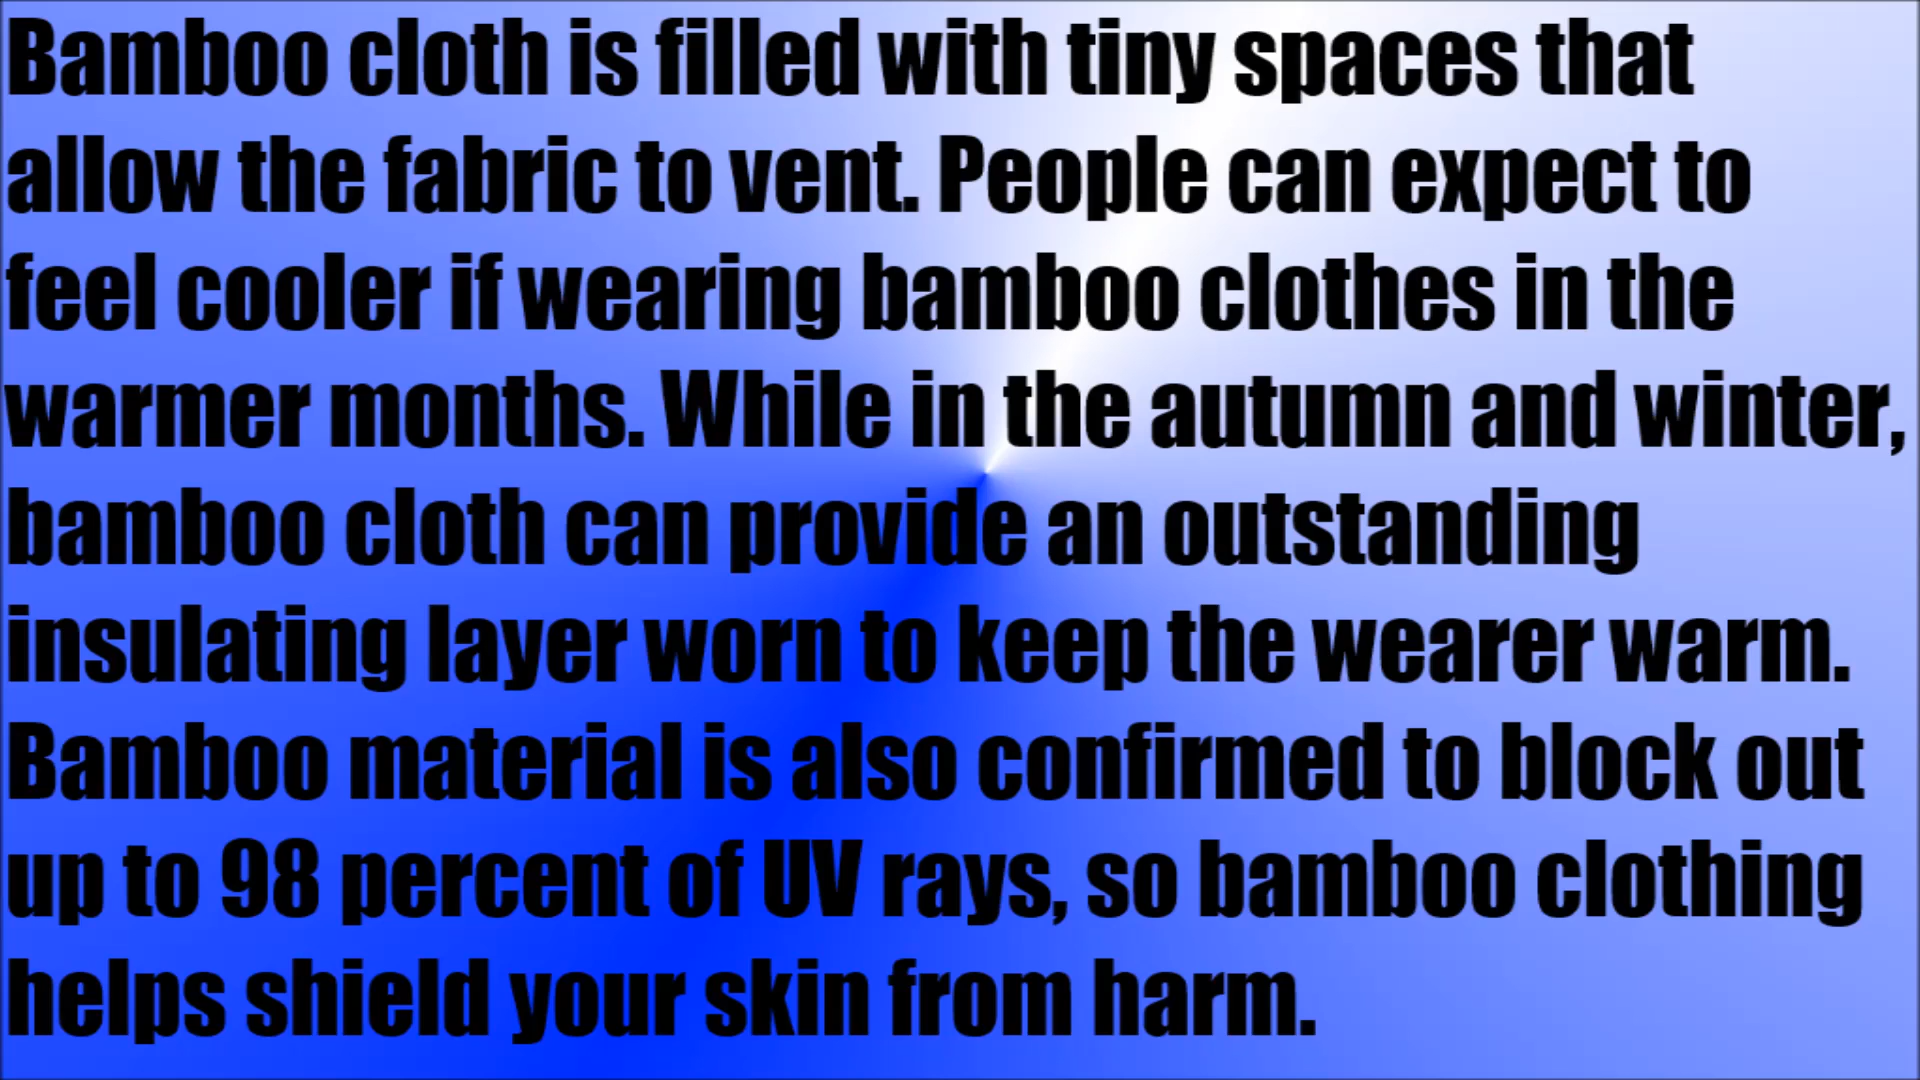 Bamboo cloth is filled with tiny spaces that
allow the fabric to vent. People can expect to
feel cooler if wearing bamboo clothes in the
warmer months. While in the autumn and winter,
bamboo cloth can provide an outstanding
insulating layer worn to keep the wearer warm.
Bamboo material is also confirmed to block out
up to 98 percent of UV rays, so bamboo clothing
helps shield your skin from harm.